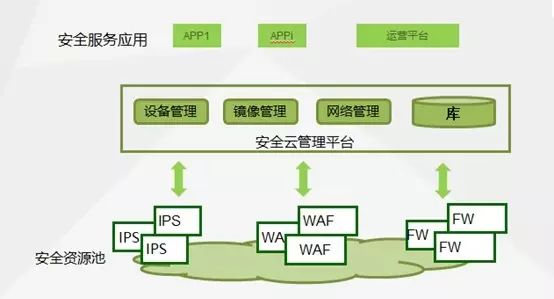 安全服务应用
APP1
APPi
运营平台
设备管理
镜像管理
网络管理
库
安全云管理平台
IPS
IPS
IPS
WAF
WA
WAF
FW
FW
FW
安全资源池